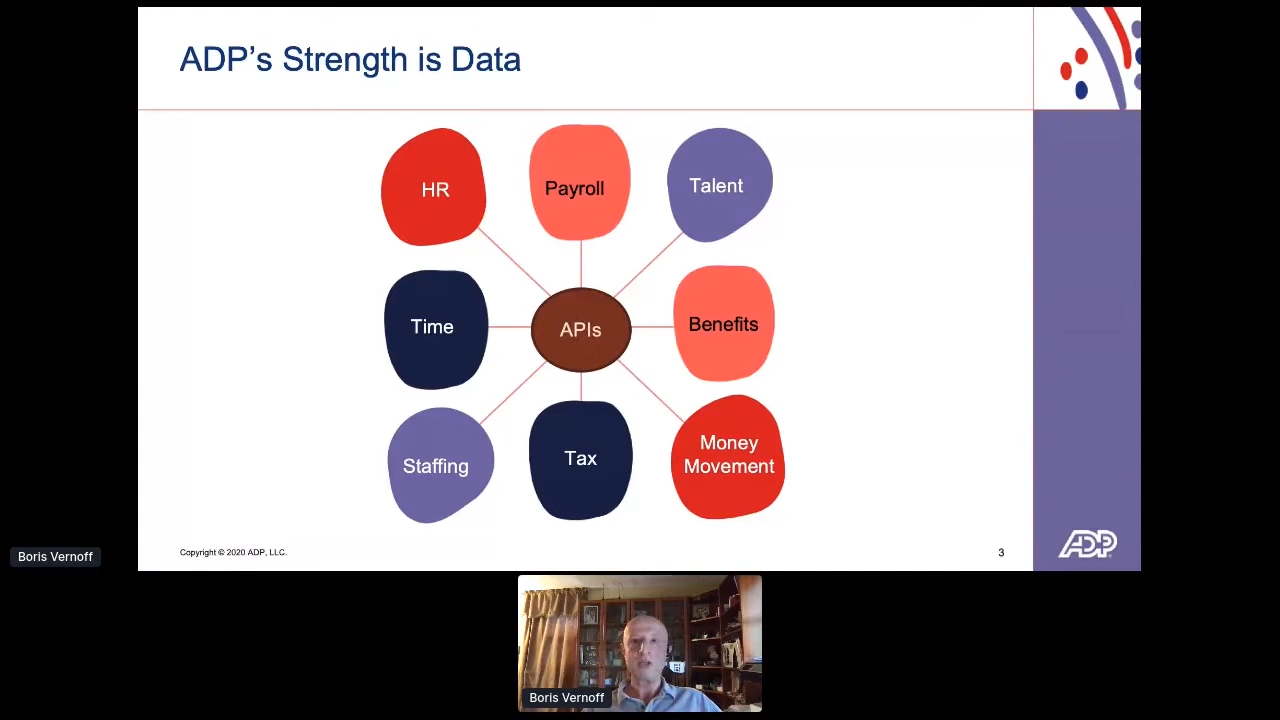 ADP's Strength is Data
HR
Payroll
Talent
Time
APIs
Benefits
Staffing
Tax
Money
Movement
Copyright © 2020 ADP, LLC.
3
ADP
Boris Vernoff
Boris Vernoff